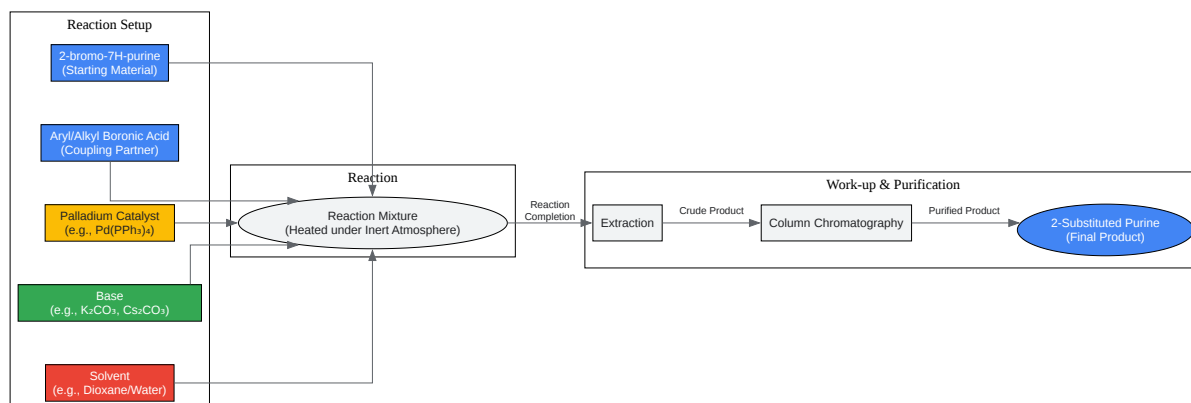 Reaction Setup
2-bromo-7H-purine
(Starting Material)
Aryl/Alkyl Boronic Acid
(Coupling Partner)
Palladium Catalyst
(e.g., Pd(PPh₃)₄)
Base
(e.g., K₂CO₃, Cs₂CO₃)
Solvent
(e.g., Dioxane/Water)
Reaction
Reaction Mixture
(Heated under Inert Atmosphere)
Reaction
Completion
Work-up & Purification
Extraction
Crude Product
Column Chromatography
Purified Product
2-Substituted Purine
(Final Product)